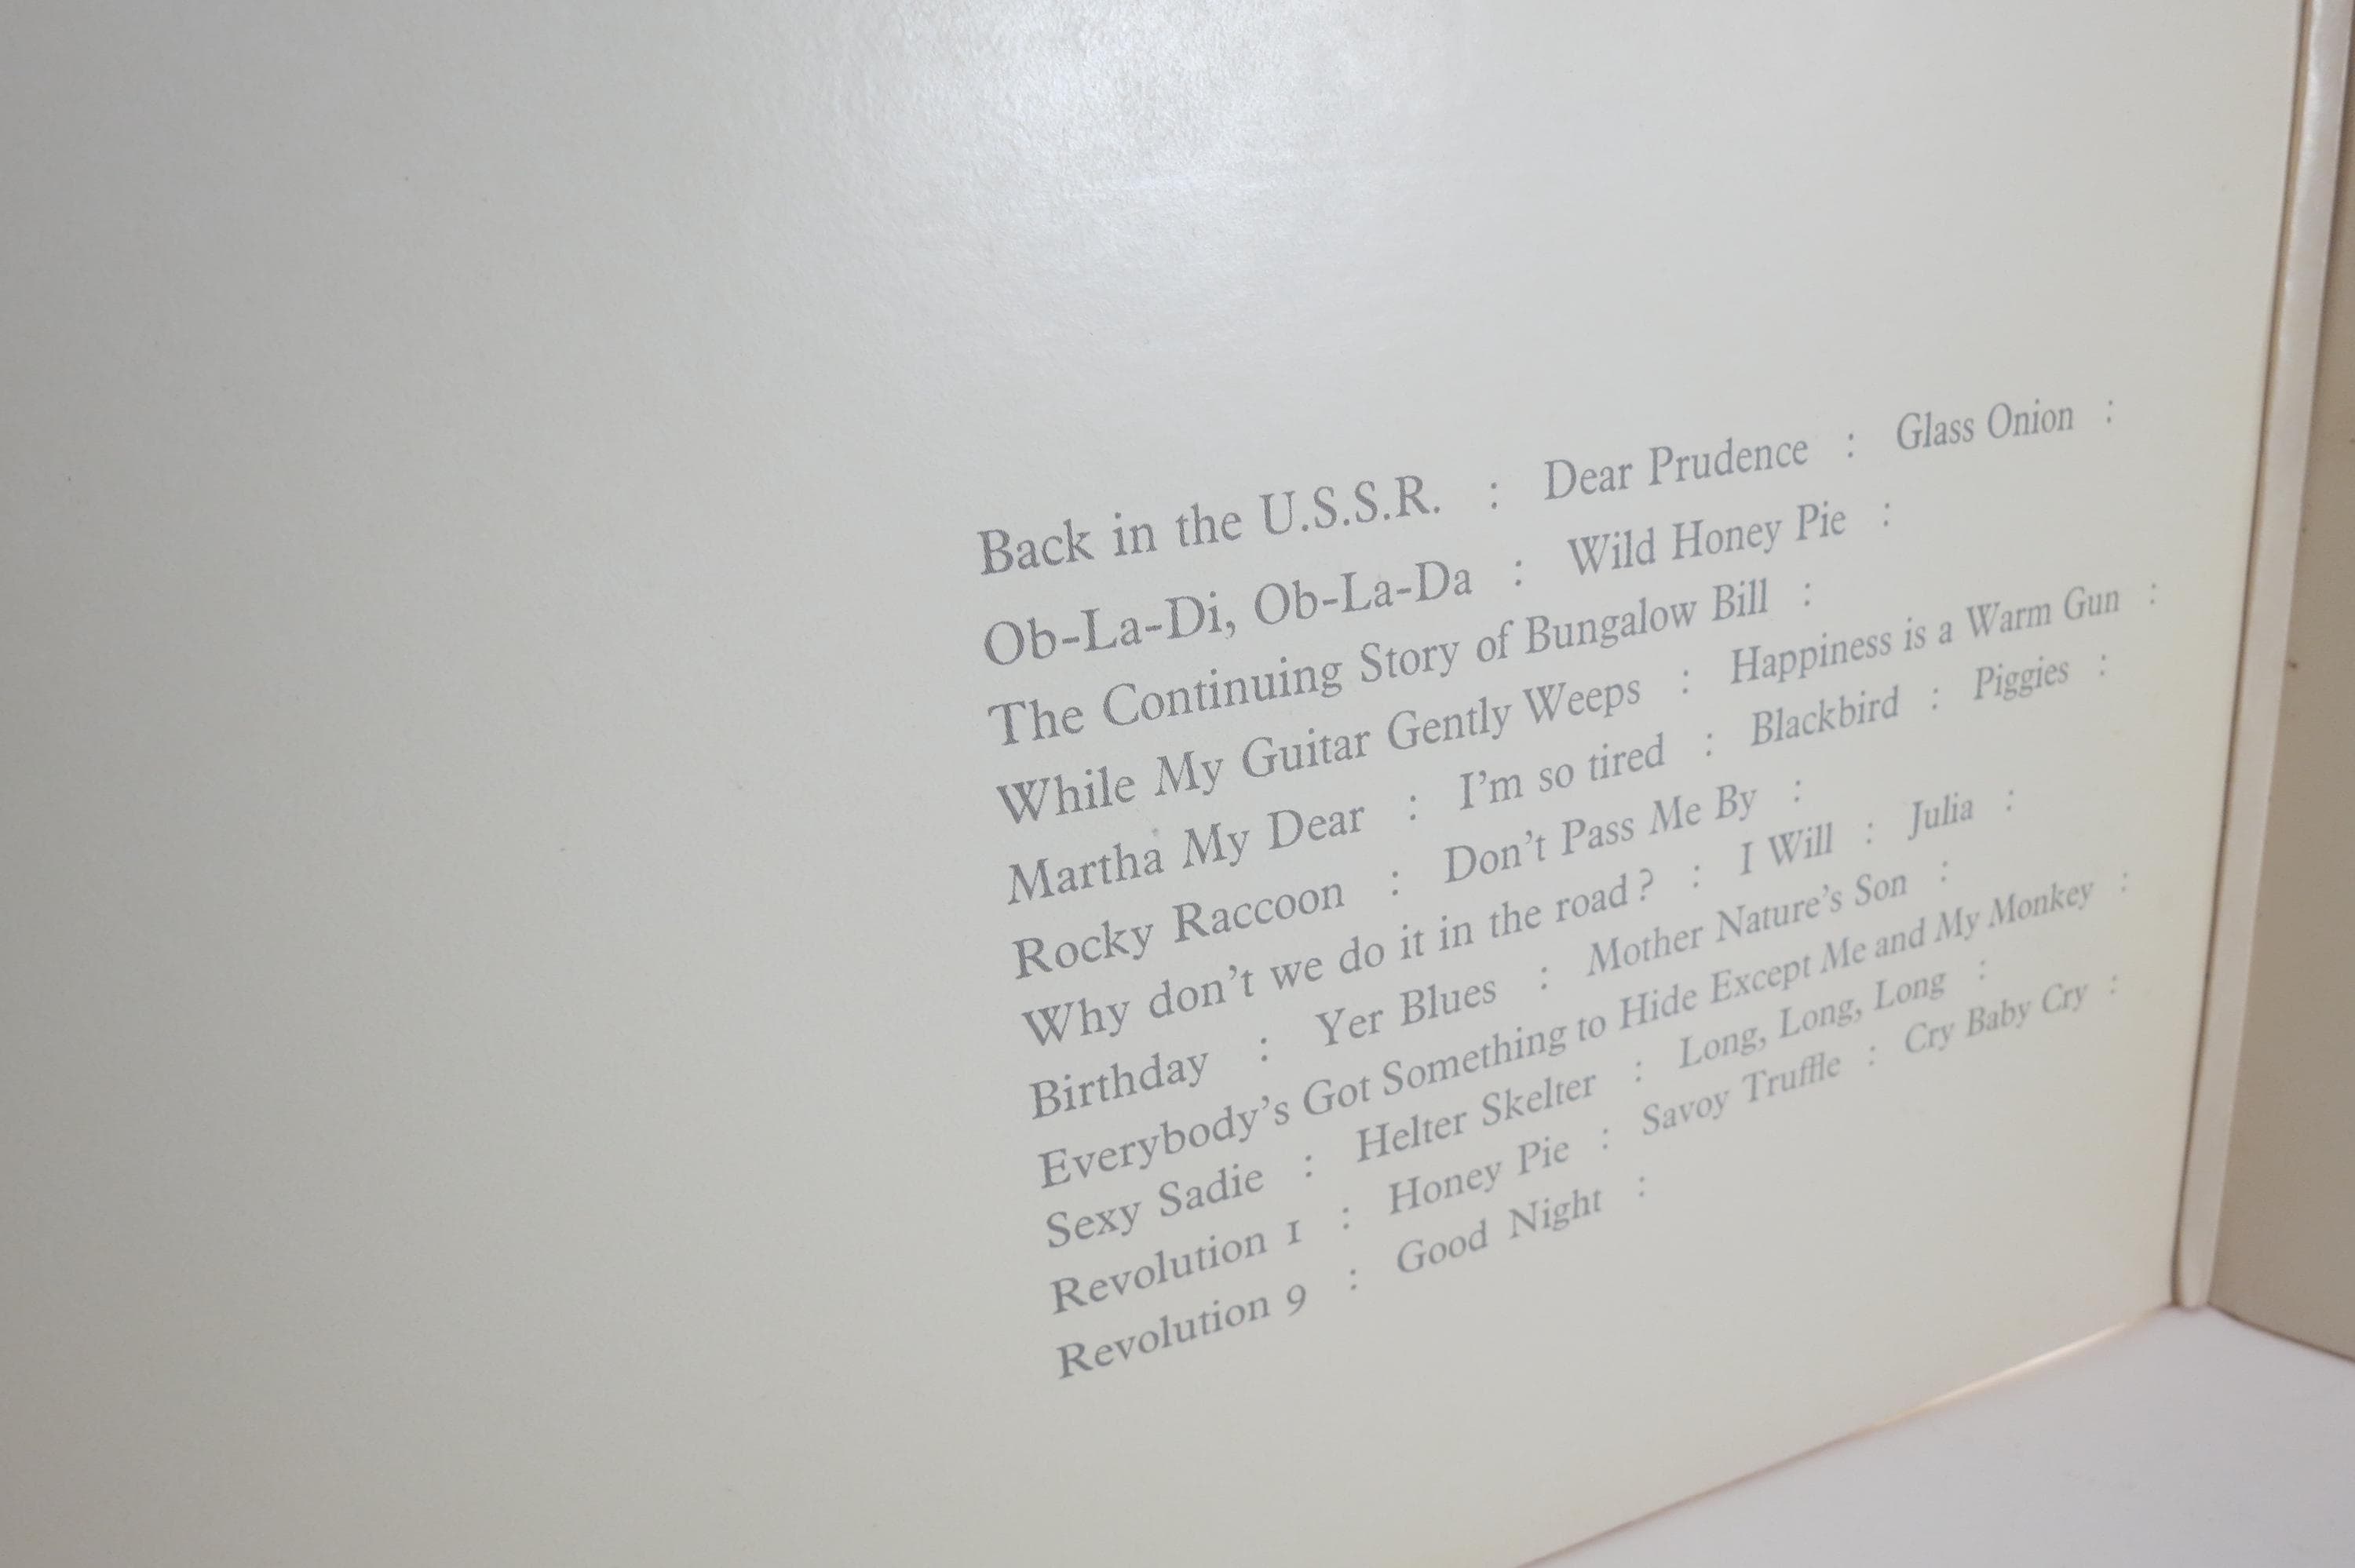 Back in the U.S.S.R. : Dear Prudence : Glass Onion :
Ob-La-Di, Ob-La-Da : Wild Honey Pie :
The Continuing Story of Bungalow Bill :
While My Guitar Gently Weeps : Happiness is a Warm Gun :
Martha My Dear : I'm so tired : Blackbird : Piggies :
Rocky Raccoon : Don't Pass Me By :
Why don't we do it in the road? : I Will : Julia :
Birthday : Yer Blues : Mother Nature's Son :
Everybody's Got Something to Hide Except Me and My Monkey :
Sexy Sadie : Helter Skelter : Long, Long, Long :
Revolution 1 : Honey Pie : Savoy Truffle : Cry Baby Cry :
Revolution 9 : Good Night :